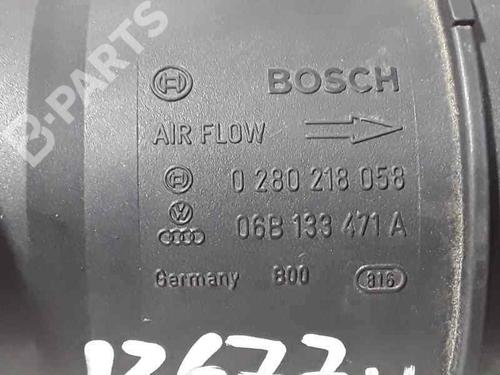 B-PARTS
BOSCH
AIR FLOW
0 280 218 058
06B 133 471 A
Germany 800 816